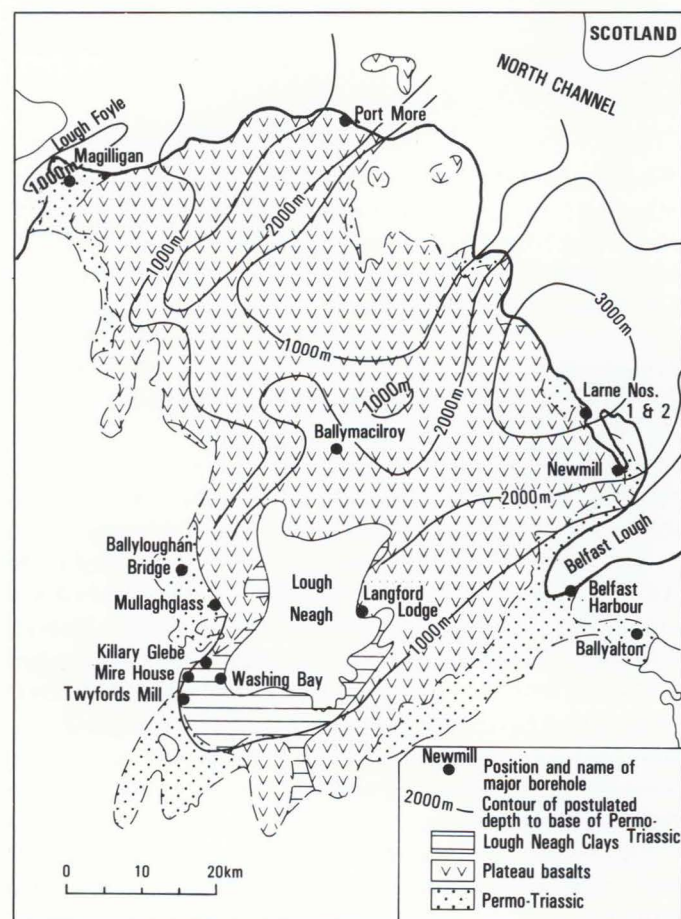 SCOTLAND
NORTH CHANNEL
Port More
Lough Foyle
Magilligan
1000m
2000m
1000m
3000m
1000m
1000m
2000m
Larne Nos.
1 & 2
Ballymacilroy
Newmill
2000m
Belfast Lough
Ballyloughan
Bridge
Lough
Neagh
Langford
Lodge
Belfast
Harbour
Mullaghglass
1000m
Ballyalton
Killary Glebe
Mire House
Washing Bay
Twyfords Mill
Newmill
Position and name of
major borehole
2000m
Contour of postulated
depth to base of Permo-
Triassic
Lough Neagh Clays
Plateau basalts
Permo-Triassic
0 10 20km